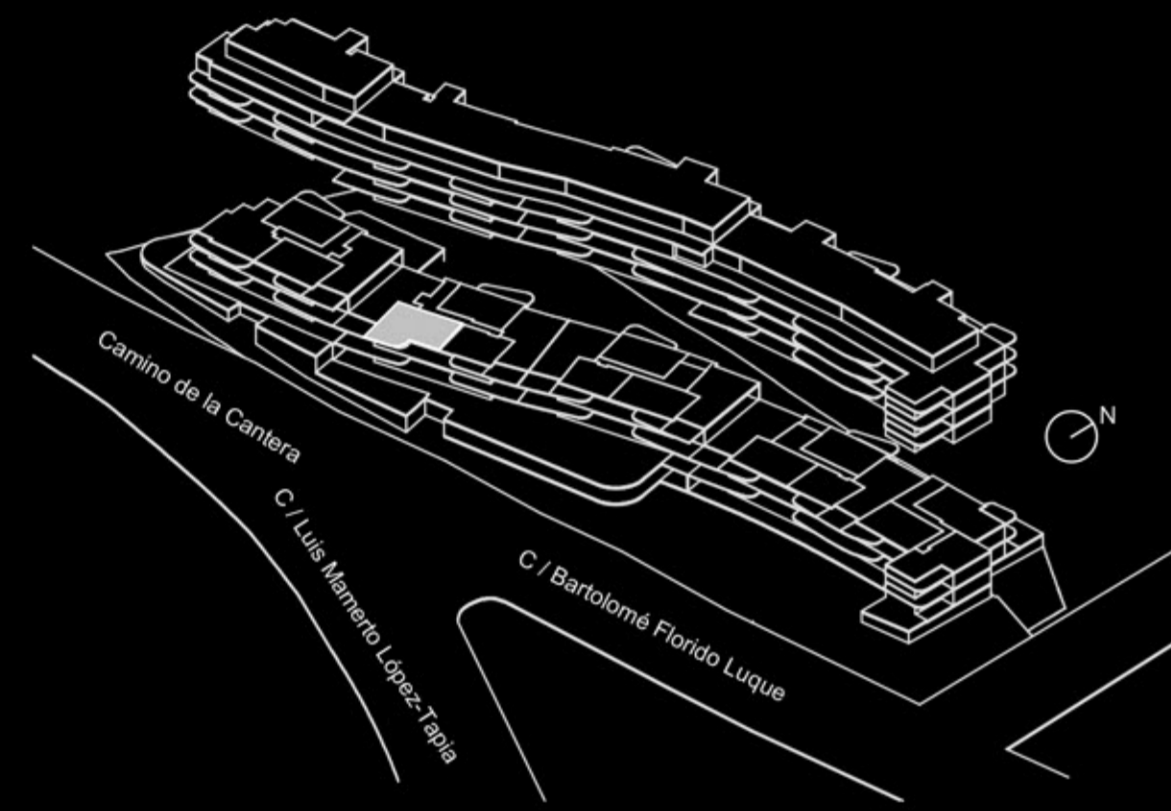 N
Camino de la Cantera
C / Luis Mamerto López-Tapia
C / Bartolomé Florido Luque